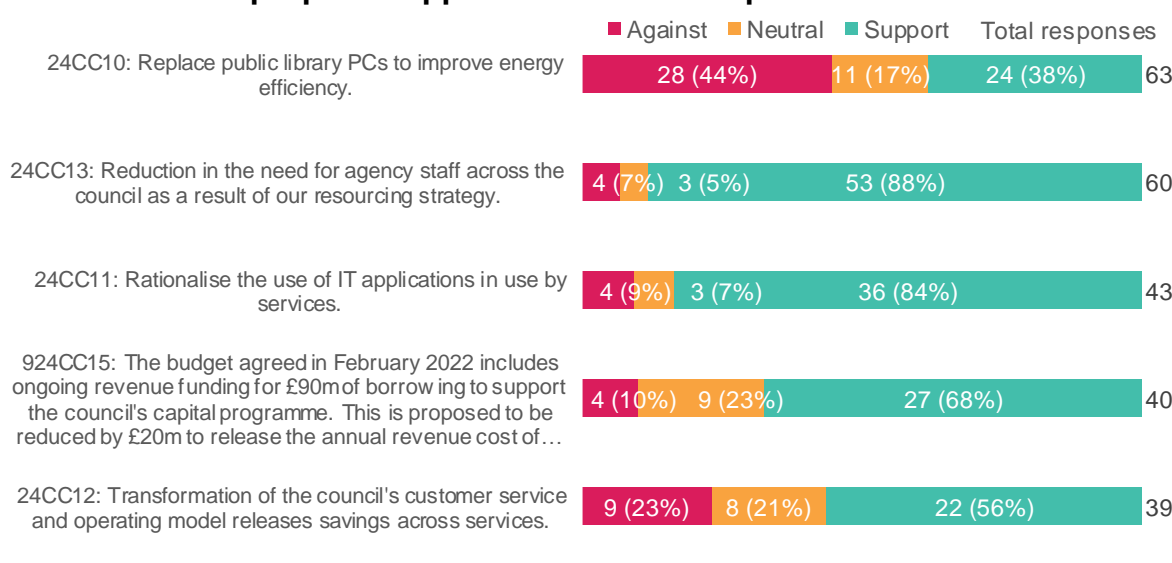 Against Neutral Support Total responses
24CC10: Replace public library PCs to improve energy
efficiency.
28 (44%) 11 (17%) 24 (38%) 63
24CC13: Reduction in the need for agency staff across the
council as a result of our resourcing strategy.
4 (7%) 3 (5%) 53 (88%) 60
24CC11: Rationalise the use of IT applications in use by
services.
4 (9%) 3 (7%) 36 (84%) 43
924CC15: The budget agreed in February 2022 includes
ongoing revenue funding for £90m of borrowing to support
the council's capital programme. This is proposed to be
reduced by £20m to release the annual revenue cost of…
4 (10%) 9 (23%) 27 (68%) 40
24CC12: Transformation of the council's customer service
and operating model releases savings across services.
9 (23%) 8 (21%) 22 (56%) 39